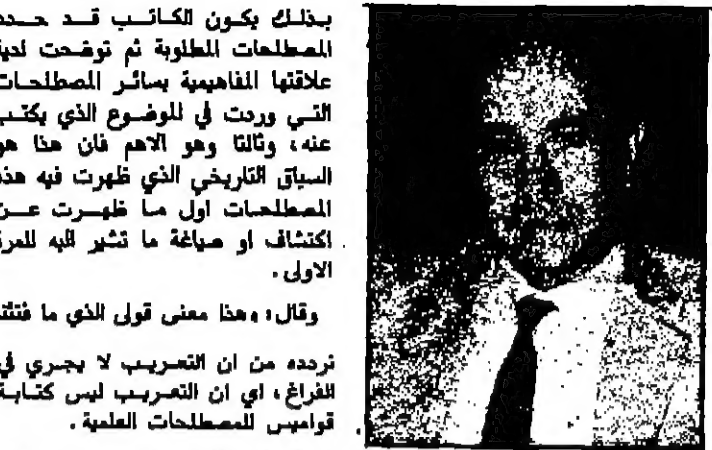 بذلك يكون الكاتب قد حدد
المصطلحات المطلوبة ثم توضحت لدية
علاقتها المفاهيمية بسائر المصطلحات
التي وردت في الموضوع الذي يكتب
عنه، وثالثا وهو الاهم فان هذا هو
السياق التاريخي الذي ظهرت فيه هذه
المصطلحات اول ما ظهرت عن
اكتشاف او صياغة ما تشير اليه للمرة
الاولى.
وقال، وهذا معنى قولي الذي ما فتئت
نردده من ان التعريب لا يجري في
الفراغ، اي ان التعريب ليس كتابة
قواميس للمصطلحات العلمية.